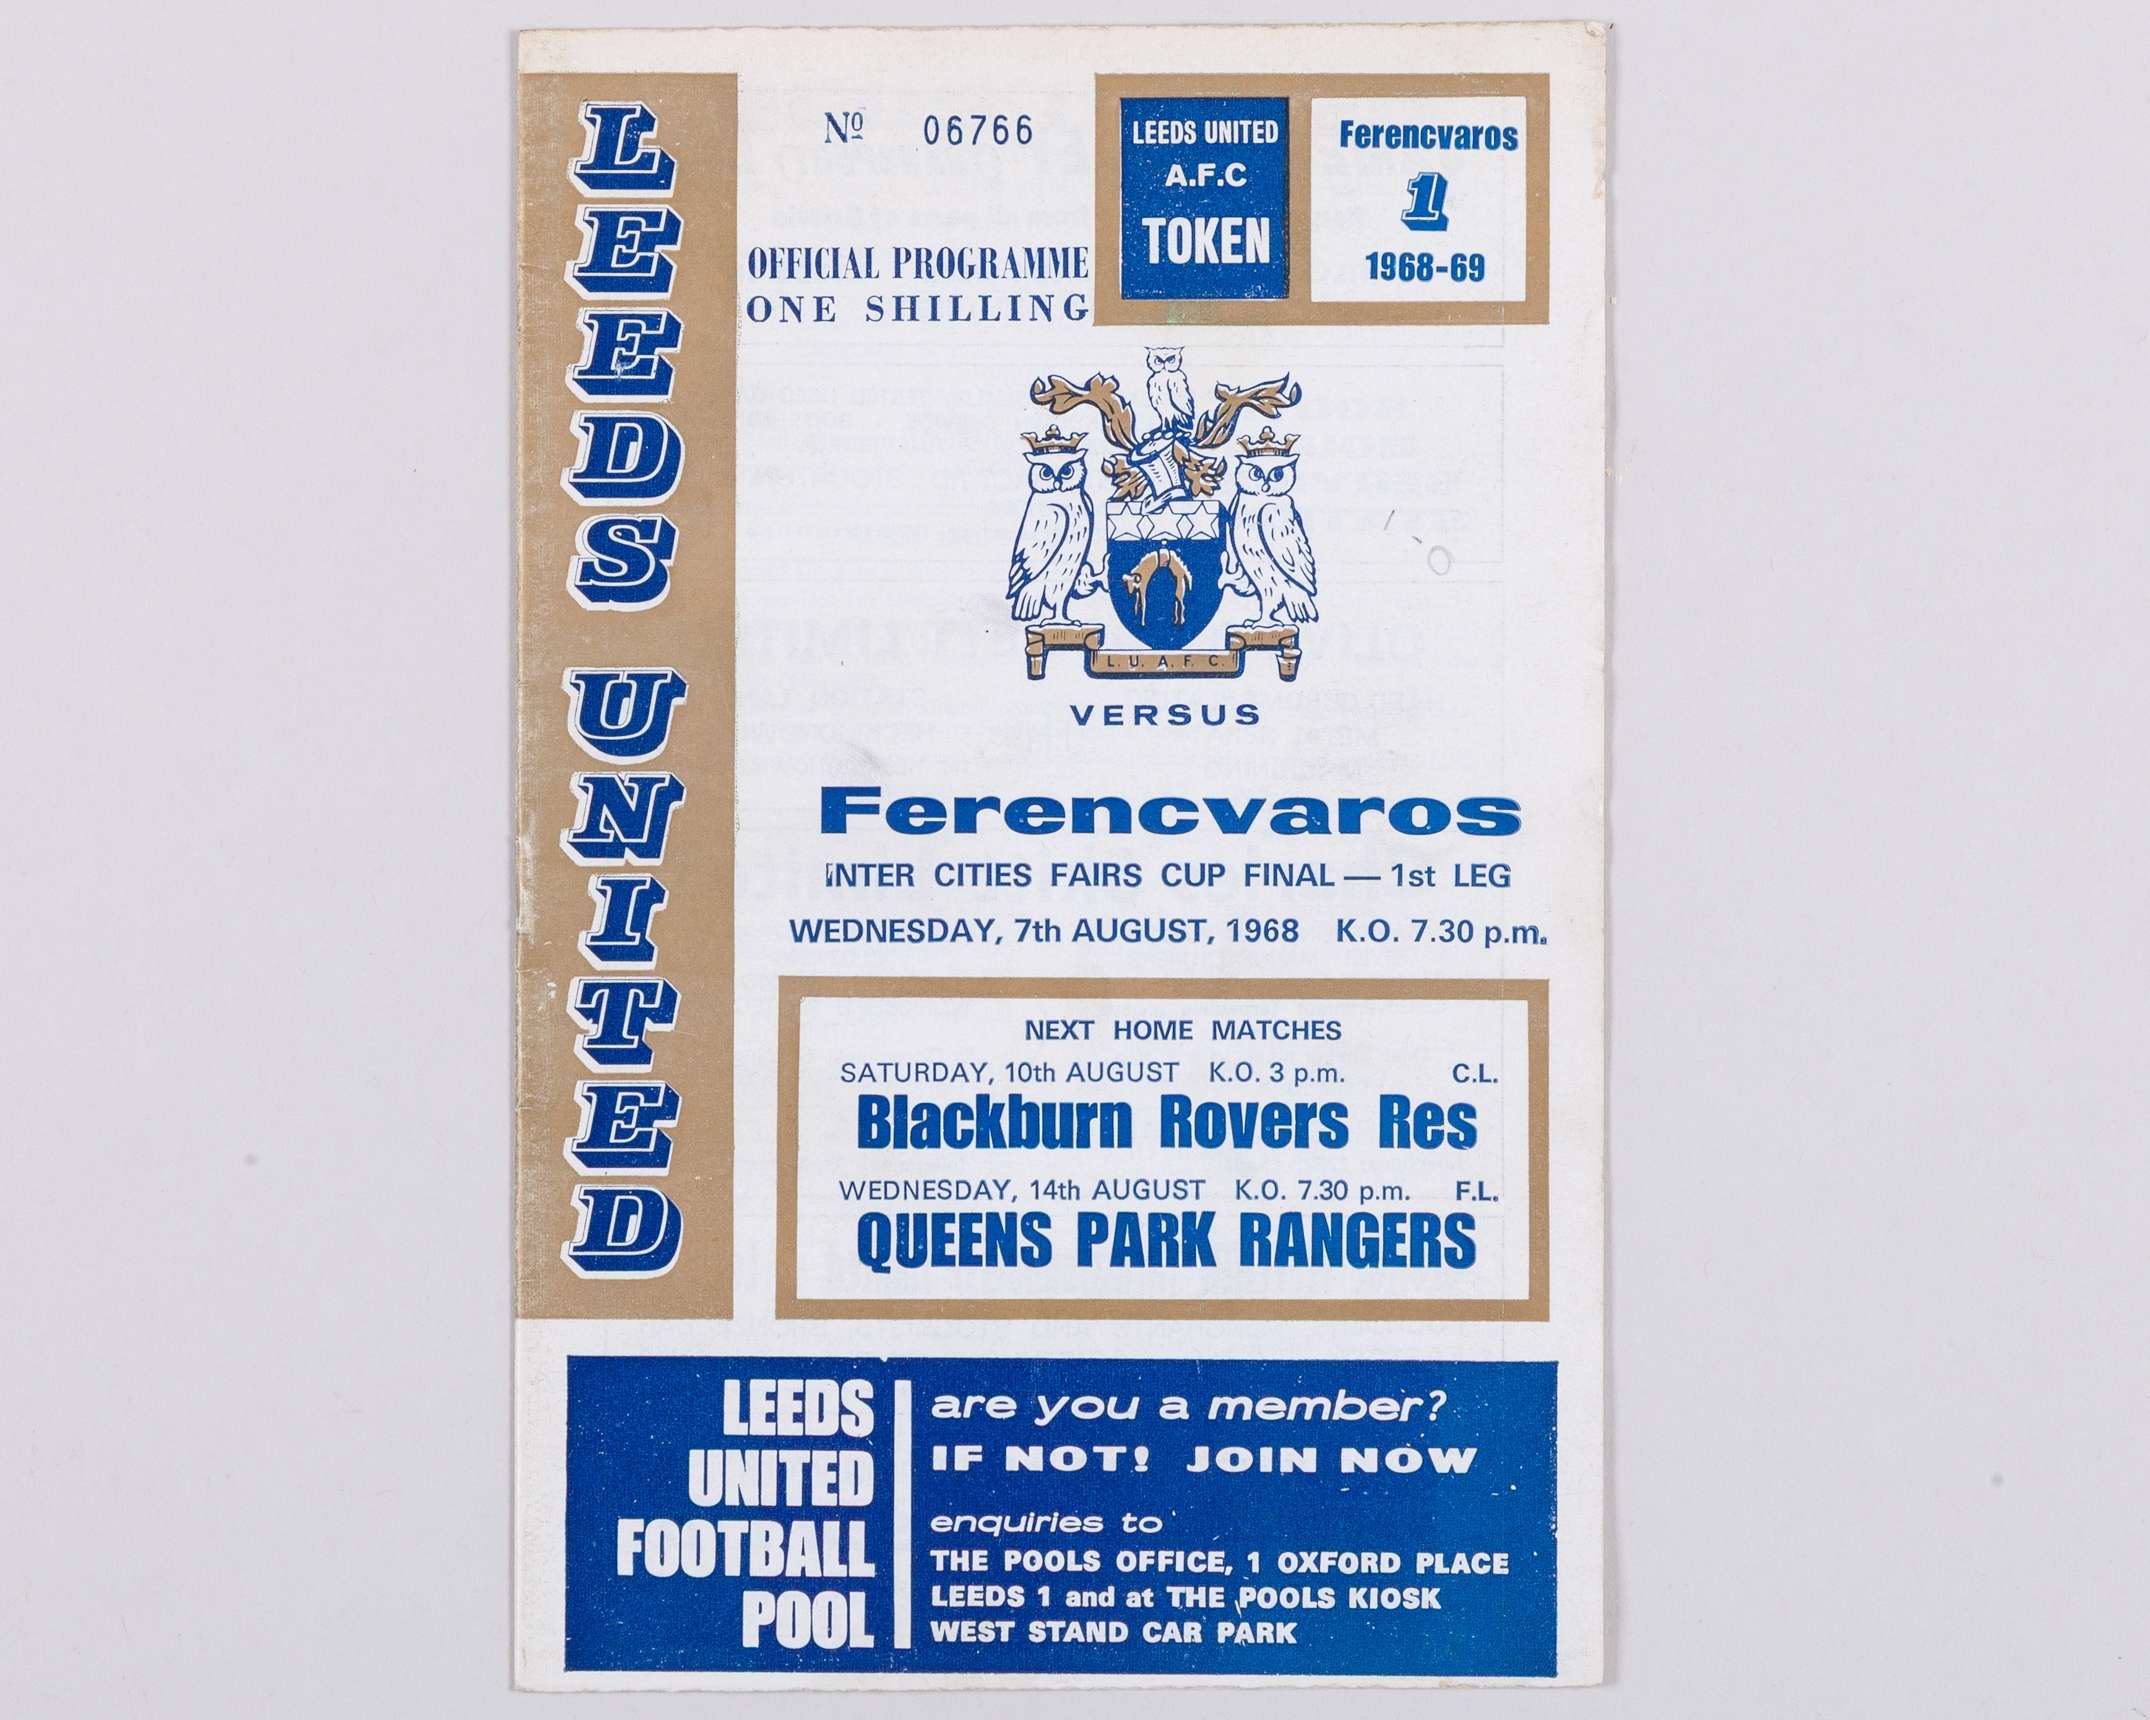 LEEDS UNITED
Nº 06766
OFFICIAL PROGRAMME
ONE SHILLING
LEEDS UNITED
A.F.C
TOKEN
Ferencvaros
1
1968-69
L. U. A. F. C.
VERSUS
Ferencvaros
INTER CITIES FAIRS CUP FINAL — 1st LEG
WEDNESDAY, 7th AUGUST, 1968 K.O. 7.30 p.m.
NEXT HOME MATCHES
SATURDAY, 10th AUGUST K.O. 3 p.m. C.L.
Blackburn Rovers Res
WEDNESDAY, 14th AUGUST K.O. 7.30 p.m. F.L.
QUEENS PARK RANGERS
LEEDS
UNITED
FOOTBALL
POOL
are you a member?
IF NOT! JOIN NOW
enquiries to
THE POOLS OFFICE, 1 OXFORD PLACE
LEEDS 1 and at THE POOLS KIOSK
WEST STAND CAR PARK